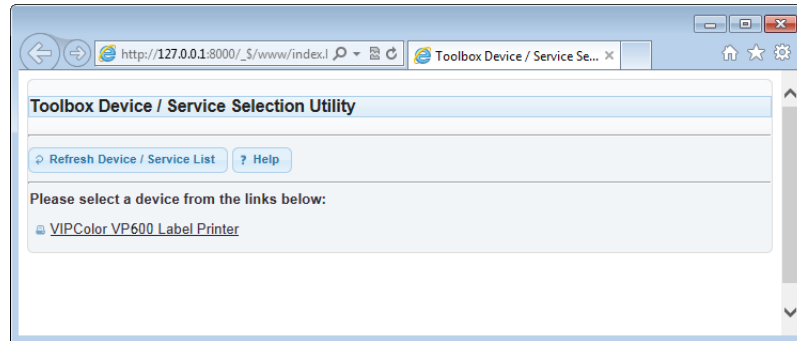 http://127.0.0.1:8000/_$/www/index.l
Toolbox Device / Service Se...
Toolbox Device / Service Selection Utility
Refresh Device / Service List
? Help
Please select a device from the links below:
VIPColor VP600 Label Printer